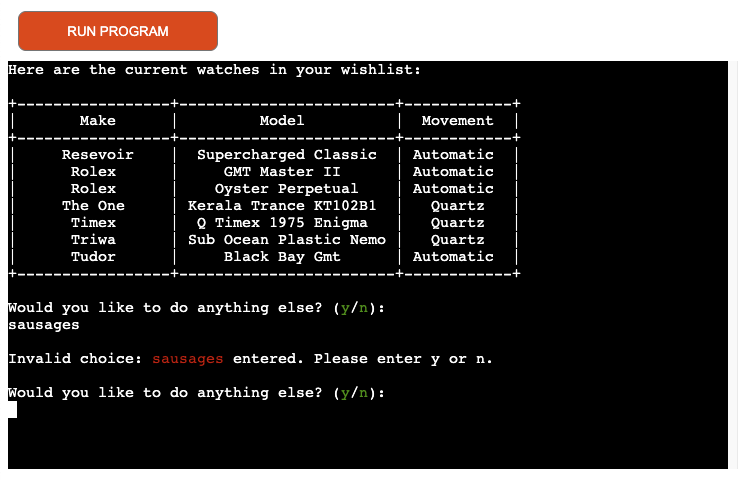 RUN PROGRAM
Here are the current watches in your wishlist:
+-----------------+------------------------+------------+
| Make | Model | Movement |
+-----------------+------------------------+------------+
| Resevoir | Supercharged Classic | Automatic |
| Rolex | GMT Master II | Automatic |
| Rolex | Oyster Perpetual | Automatic |
| The One | Kerala Trance KT102B1 | Quartz |
| Timex | Q Timex 1975 Enigma | Quartz |
| Triwa | Sub Ocean Plastic Nemo | Quartz |
| Tudor | Black Bay Gmt | Automatic |
+-----------------+------------------------+------------+
Would you like to do anything else? (y/n):
sausages
Invalid choice: sausages entered. Please enter y or n.
Would you like to do anything else? (y/n):